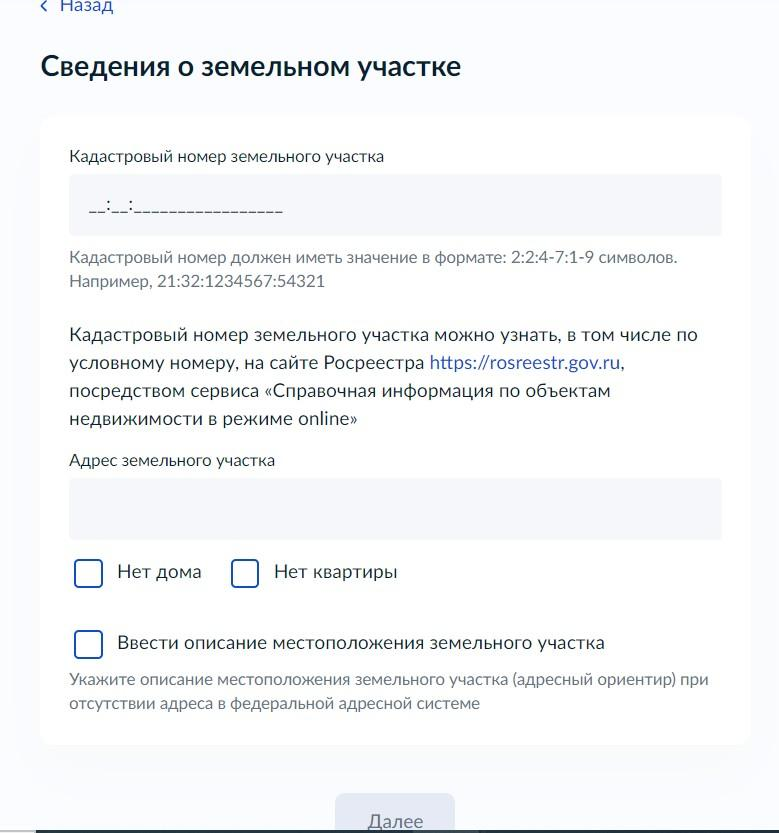 Назад
Сведения о земельном участке
Кадастровый номер земельного участка
__:__:_________________
Кадастровый номер должен иметь значение в формате: 2:2:4-7:1-9 символов.
Например, 21:32:1234567:54321
Кадастровый номер земельного участка можно узнать, в том числе по
условному номеру, на сайте Росреестра https://rosreestr.gov.ru,
посредством сервиса «Справочная информация по объектам
недвижимости в режиме online»
Адрес земельного участка
Нет дома Нет квартиры
Ввести описание местоположения земельного участка
Укажите описание местоположения земельного участка (адресный ориентир) при
отсутствии адреса в федеральной адресной системе
Далее